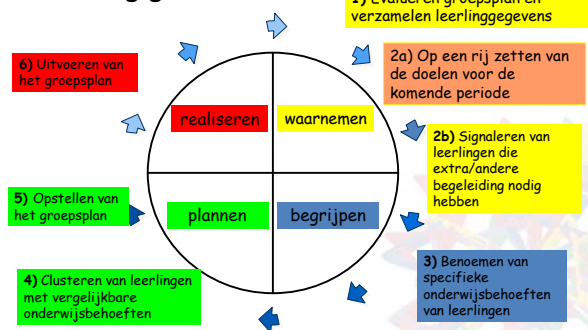 1) Evalueren groepsplan en
verzamelen leerlinggegevens
2a) Op een rij zetten van
de doelen voor de
komende periode
2b) Signaleren van
leerlingen die
extra/andere
begeleiding nodig
hebben
3) Benoemen van
specifieke
onderwijsbehoeften
van leerlingen
4) Clusteren van leerlingen
met vergelijkbare
onderwijsbehoeften
5) Opstellen van
het groepsplan
6) Uitvoeren van
het groepsplan
realiseren
waarnemen
plannen
begrijpen